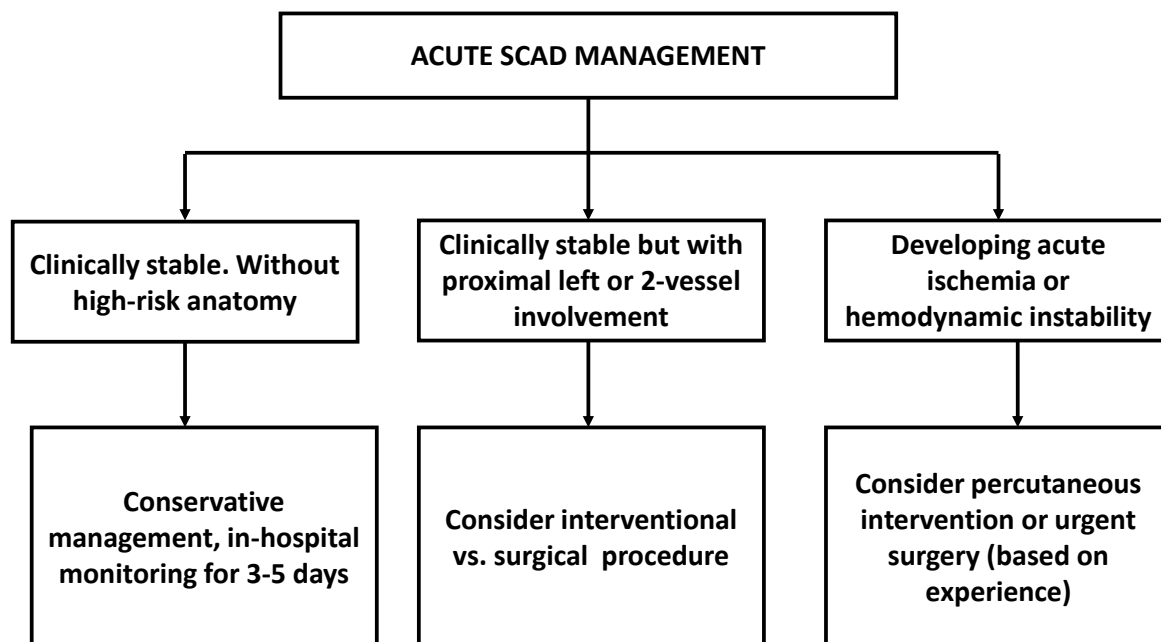 ACUTE SCAD MANAGEMENT
Clinically stable. Without
high-risk anatomy
Clinically stable but with
proximal left or 2-vessel
involvement
Developing acute
ischemia or
hemodynamic instability
Conservative
management, in-hospital
monitoring for 3-5 days
Consider interventional
vs. surgical procedure
Consider percutaneous
intervention or urgent
surgery (based on
experience)